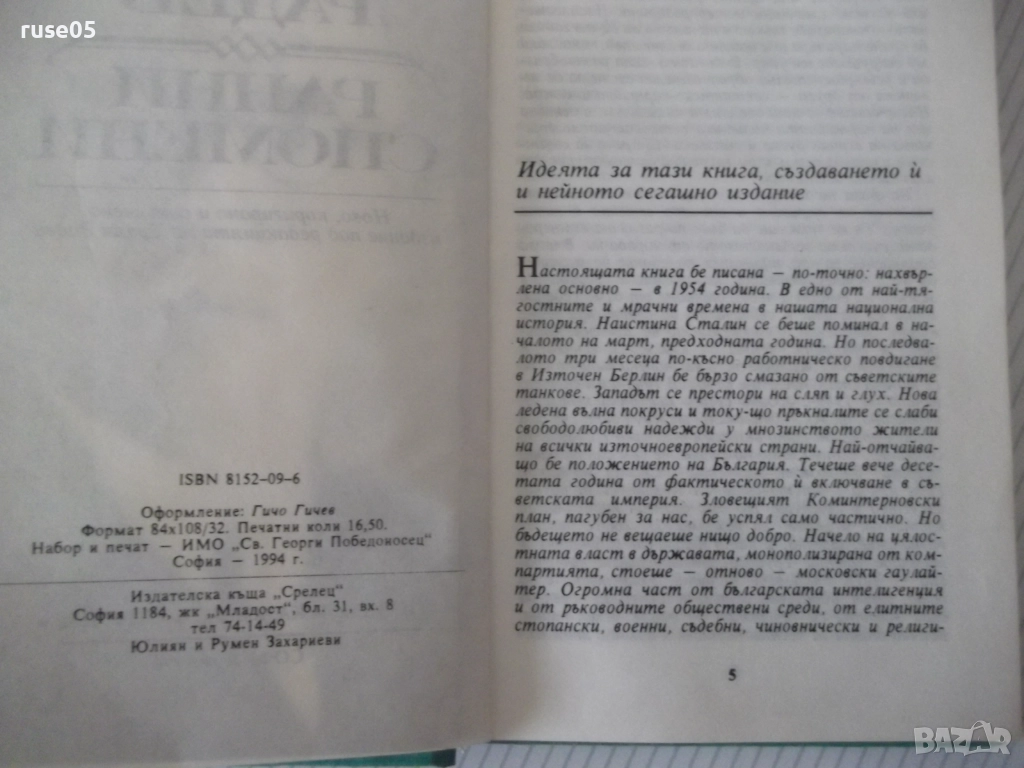 ruse05
РАДЕВ
РАННИ
СПОМЕНИ
ISBN 8152—09—6
Оформление: Гичо Гичев
Формат 84x108/32. Печатни коли 16,50.
Набор и печат — ИМО „Св. Георги Победоносец“
София — 1994 г.
Издателска къща „Срелец“
София 1184, жк „Младост“, бл. 31, вх. 8
тел 74-14-49
Юлиян и Румен Захариеви
Идеята за тази книга, създаването ѝ
и нейното сегашно издание
Настоящата книга бе писана — по-точно: нахвър-
лена основно — в 1954 година. В едно от най-тя-
гостните и мрачни времена в нашата национална
история. Наистина Сталин се беше поминал в на-
чалото на март, предходната година. Но последва-
лото три месеца по-късно работническо повдигане
в Източен Берлин бе бързо смазано от съветските
танкове. Западът се престори на сляп и глух. Нова
ледена вълна покруси и току-що пръкналите се слаби
свободолюбиви надежди у мнозинството жители
на всички източноевропейски страни. Най-отчайва-
що бе положението на България. Течеше вече десе-
тата година от фактическото ѝ включване в съ-
ветската империя. Зловещият Коминтерновски
план, пагубен за нас, бе успял само частично. Но
бъдещето не вещаеше нищо добро. Начело на цялос-
тната власт в държавата, монополизирана от ком-
партията, стоеше — отново — московски гаулай-
тер. Огромна част от българската интелигенция
и от ръководните обществени среди, от елитните
стопански, военни, съдебни, чиновнически и религи-
5
BAZAR